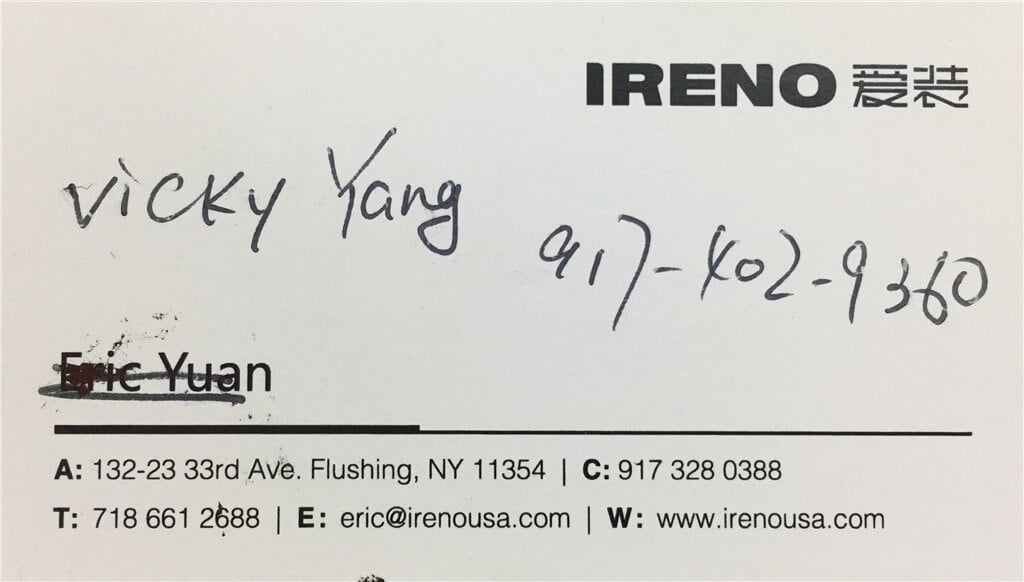 IRENO 爱装
Vicky Yang
917-402-9360
Eric Yuan
A: 132-23 33rd Ave. Flushing, NY 11354 | C: 917 328 0388
T: 718 661 2688 | E: eric@irenousa.com | W: www.irenousa.com